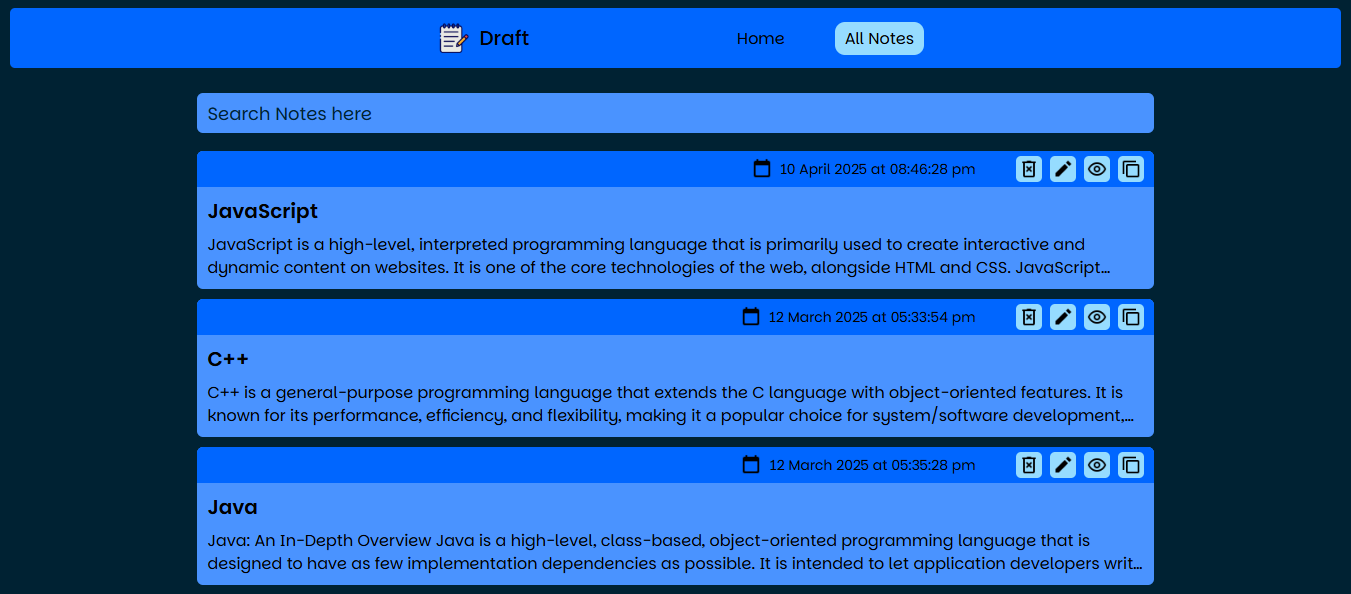 Draft
Home
All Notes
Search Notes here
10 April 2025 at 08:46:28 pm
JavaScript
JavaScript is a high-level, interpreted programming language that is primarily used to create interactive and
dynamic content on websites. It is one of the core technologies of the web, alongside HTML and CSS. JavaScript...
12 March 2025 at 05:33:54 pm
C++
C++ is a general-purpose programming language that extends the C language with object-oriented features. It is
known for its performance, efficiency, and flexibility, making it a popular choice for system/software development,...
12 March 2025 at 05:35:28 pm
Java
Java: An In-Depth Overview Java is a high-level, class-based, object-oriented programming language that is
designed to have as few implementation dependencies as possible. It is intended to let application developers writ...